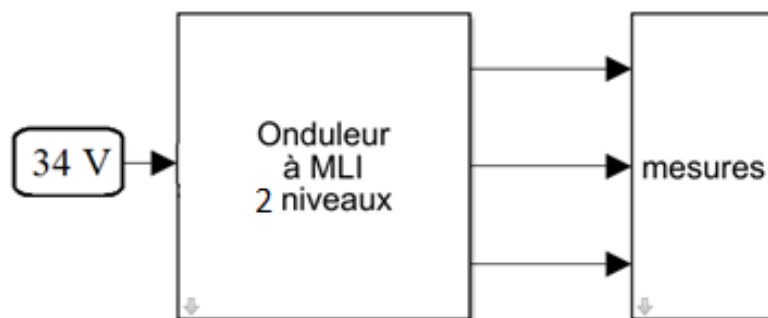 34 V
Onduleur
à MLI
2 niveaux
mesures